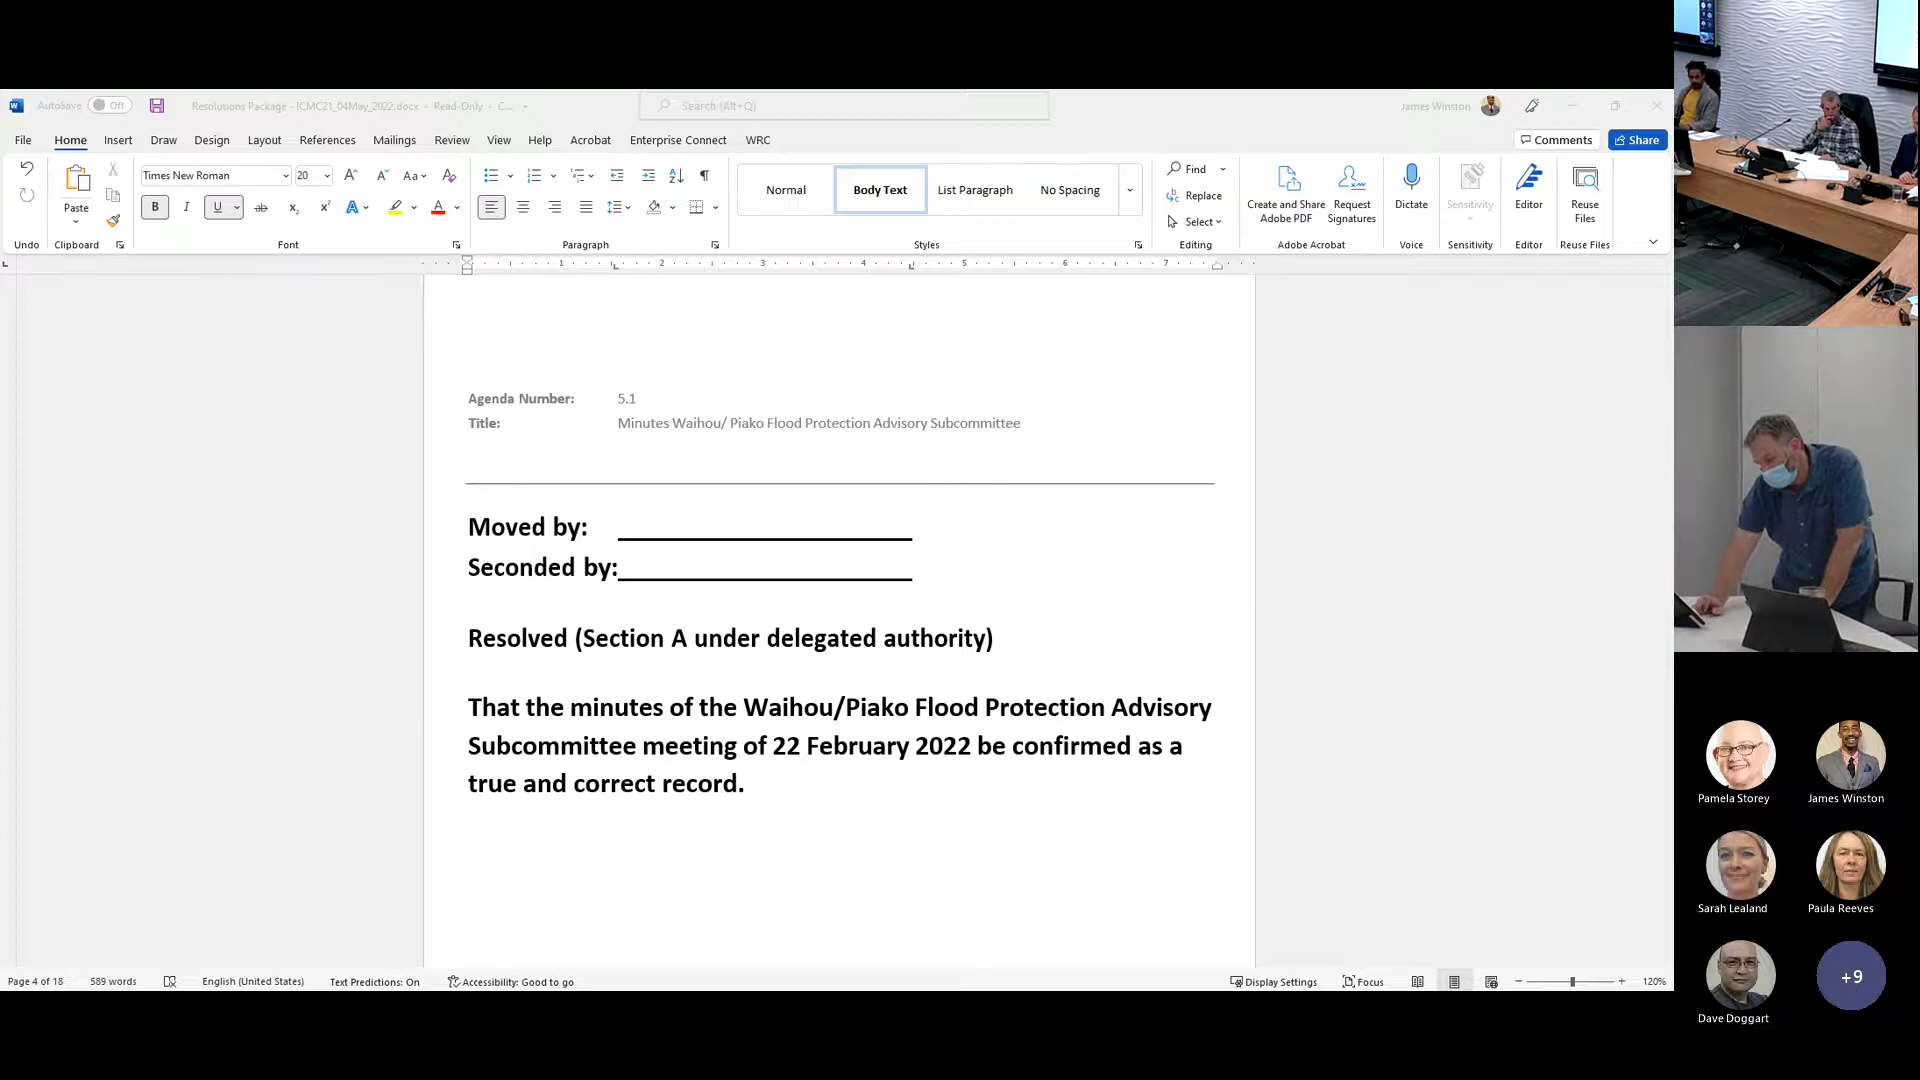 AutoSave Off
Resolutions Package - ICMC21_04May_2022.docx - Read-Only - C...
Search (Alt+Q)
James Winston
File Home Insert Draw Design Layout References Mailings Review View Help Acrobat Enterprise Connect WRC
Comments Share
Paste
Times New Roman 20
Normal Body Text List Paragraph No Spacing
Find
Replace
Select
Create and Share
Adobe PDF
Request
Signatures
Dictate
Sensitivity
Editor
Reuse
Files
Undo Clipboard Font Paragraph Styles Editing Adobe Acrobat Voice Sensitivity Editor Reuse Files
1 2 3 4 5 6 7
Agenda Number: 5.1
Title: Minutes Waihou/ Piako Flood Protection Advisory Subcommittee
Moved by:
Seconded by:
Resolved (Section A under delegated authority)
That the minutes of the Waihou/Piako Flood Protection Advisory
Subcommittee meeting of 22 February 2022 be confirmed as a
true and correct record.
Page 4 of 18 589 words English (United States) Text Predictions: On Accessibility: Good to go Display Settings Focus 120%
Pamela Storey James Winston
Sarah Lealand Paula Reeves
+9
Dave Doggart